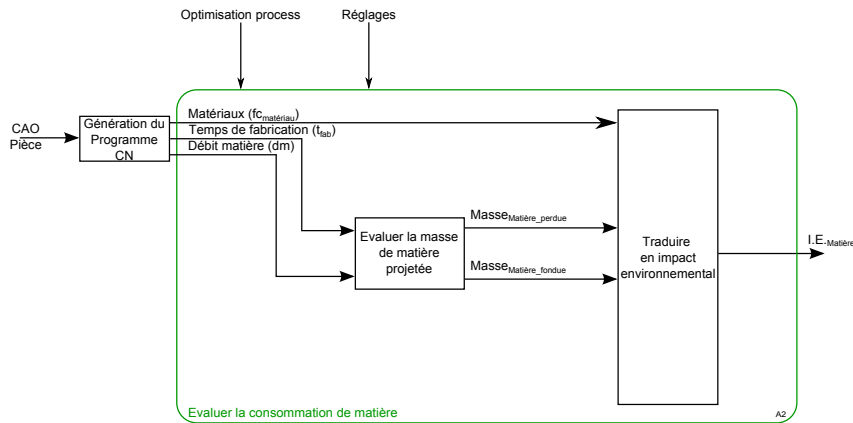 Optimisation process
Réglages
CAO
Pièce
Génération du
Programme
CN
Matériaux (fcmatériau)
Temps de fabrication (tfab)
Débit matière (dm)
Evaluer la masse
de matière
projetée
MasseMatière_perdue
MasseMatière_fondue
Traduire
en impact
environnemental
I.E.Matière
Evaluer la consommation de matière
A2